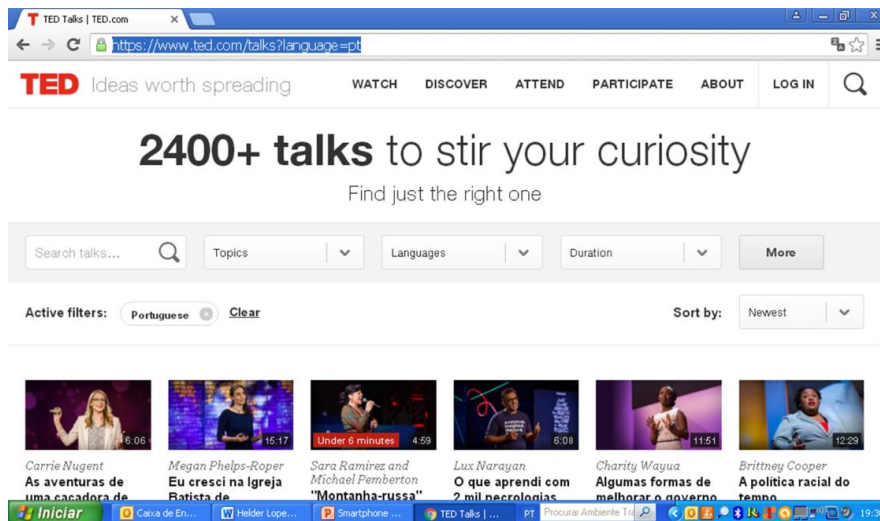 TED Talks | TED.com
https://www.ted.com/talks?language=pt
TED Ideas worth spreading WATCH DISCOVER ATTEND PARTICIPATE ABOUT LOG IN
2400+ talks to stir your curiosity
Find just the right one
Search talks... Topics Languages Duration More
Active filters: Portuguese Clear Sort by: Newest
6:06 15:17 Under 6 minutes 4:59 6:08 11:51 12:29
Carrie Nugent
As aventuras de
uma caçadora de
Megan Phelps-Roper
Eu cresci na Igreja
Batista de
Sara Ramirez and
Michael Pemberton
"Montanha-russa"
Lux Narayan
O que aprendi com
2 mil necrologias
Charity Wayua
Algumas formas de
melhorar o governo
Brittney Cooper
A política racial do
tempo
Iniciar Caixa de En... Helder Lope... Smartphone ... TED Talks | ... PT Procurar Ambiente 19:3